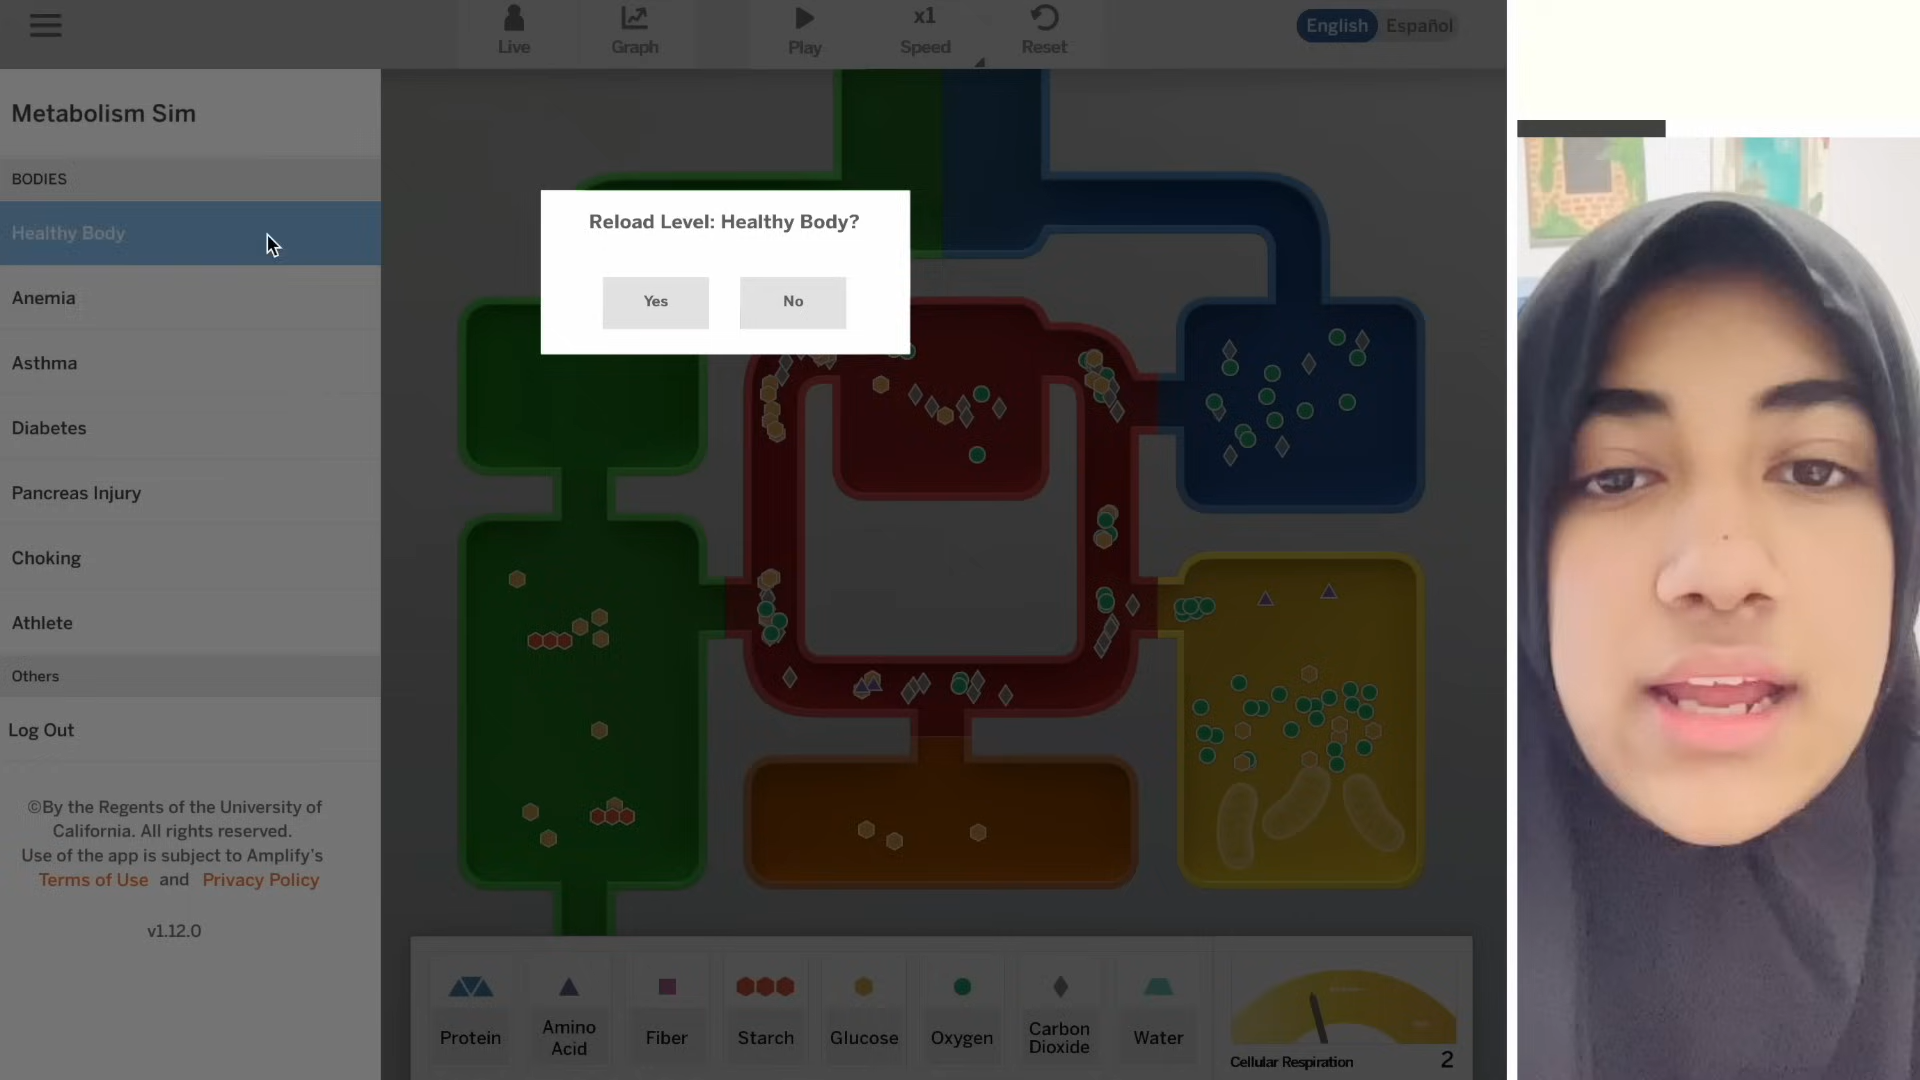 Live
Graph
Play
x1
Speed
Reset
English
Español
Metabolism Sim
BODIES
Healthy Body
Anemia
Asthma
Diabetes
Pancreas Injury
Choking
Athlete
Others
Log Out
©By the Regents of the University of
California. All rights reserved.
Use of the app is subject to Amplify's
Terms of Use and Privacy Policy
v1.12.0
Reload Level: Healthy Body?
Yes
No
Protein
Amino
Acid
Fiber
Starch
Glucose
Oxygen
Carbon
Dioxide
Water
Cellular Respiration
2